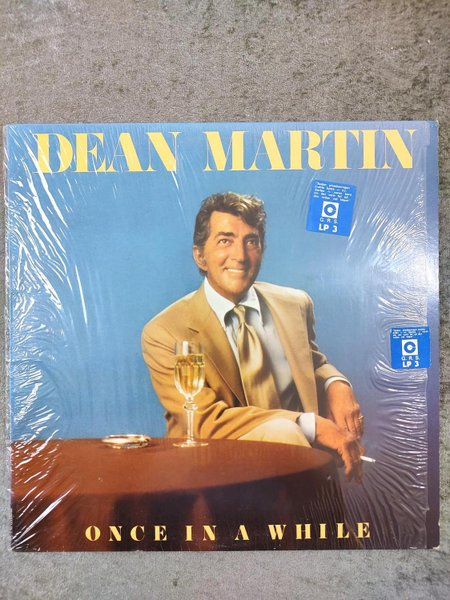 DEAN MARTIN
G.R.S.
LP 3
G.R.S.
LP 3
ONCE IN A WHILE